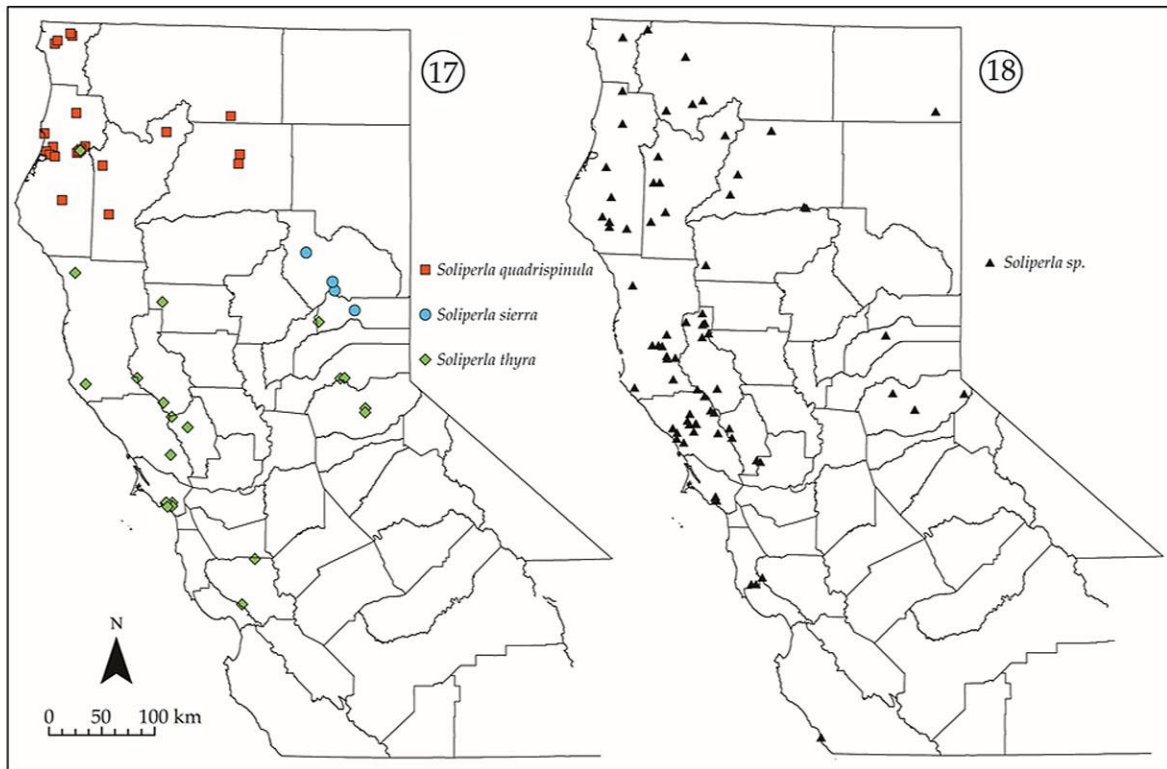 17
18
Soliperla quadrispinula
Soliperla sp.
Soliperla sierra
Soliperla thyra
N
0 50 100 km